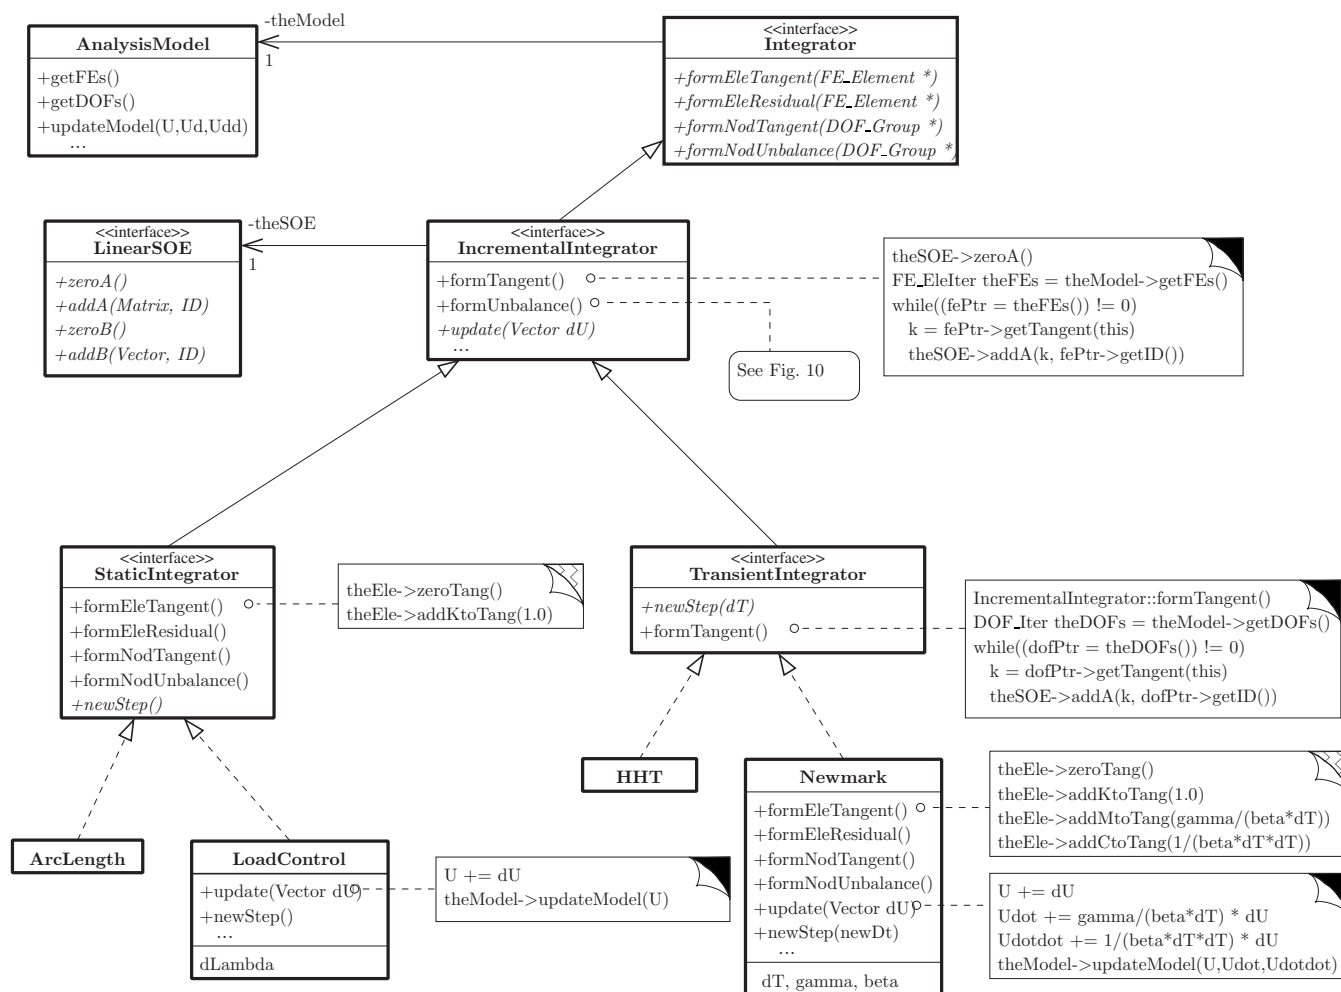 -theModel
1
AnalysisModel
+getFEs()
+getDOFs()
+updateModel(U,Ud,Udd)
...
<<interface>>
Integrator
+formEleTangent(FE_Element *)
+formEleResidual(FE_Element *)
+formNodTangent(DOF_Group *)
+formNodUnbalance(DOF_Group *)
-theSOE
1
<<interface>>
LinearSOE
+zeroA()
+addA(Matrix, ID)
+zeroB()
+addB(Vector, ID)
<<interface>>
IncrementalIntegrator
+formTangent()
+formUnbalance()
+update(Vector dU)
...
theSOE->zeroA()
FE_EleIter theFEs = theModel->getFEs()
while((fePtr = theFEs()) != 0)
k = fePtr->getTangent(this)
theSOE->addA(k, fePtr->getID())
See Fig. 10
<<interface>>
StaticIntegrator
+formEleTangent()
+formEleResidual()
+formNodTangent()
+formNodUnbalance()
+newStep()
theEle->zeroTang()
theEle->addKtoTang(1.0)
<<interface>>
TransientIntegrator
+newStep(dT)
+formTangent()
IncrementalIntegrator::formTangent()
DOF_Iter theDOFs = theModel->getDOFs()
while((dofPtr = theDOFs()) != 0)
k = dofPtr->getTangent(this)
theSOE->addA(k, dofPtr->getID())
ArcLength
LoadControl
+update(Vector dU)
+newStep()
...
dLambda
U += dU
theModel->updateModel(U)
HHT
Newmark
+formEleTangent()
+formEleResidual()
+formNodTangent()
+formNodUnbalance()
+update(Vector dU)
+newStep(newDt)
...
dT, gamma, beta
theEle->zeroTang()
theEle->addKtoTang(1.0)
theEle->addMtoTang(gamma/(beta*dT))
theEle->addCtoTang(1/(beta*dT*dT))
U += dU
Udot += gamma/(beta*dT) * dU
Udotdot += 1/(beta*dT*dT) * dU
theModel->updateModel(U,Udot,Udotdot)